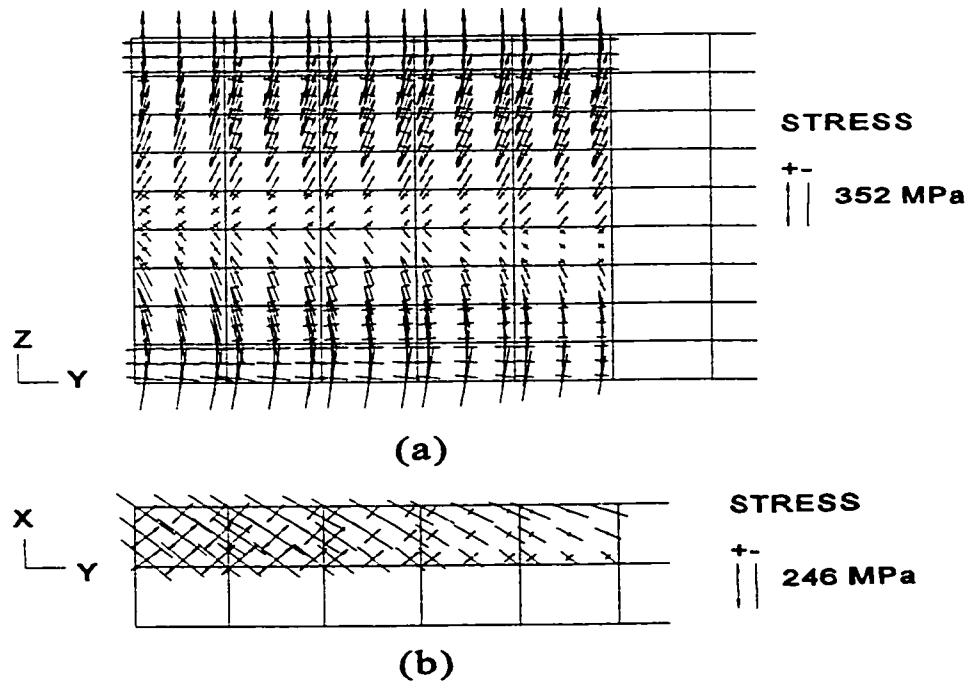 STRESS
+-
352 MPa
Z
Y
(a)
X
Y
STRESS
+-
246 MPa
(b)